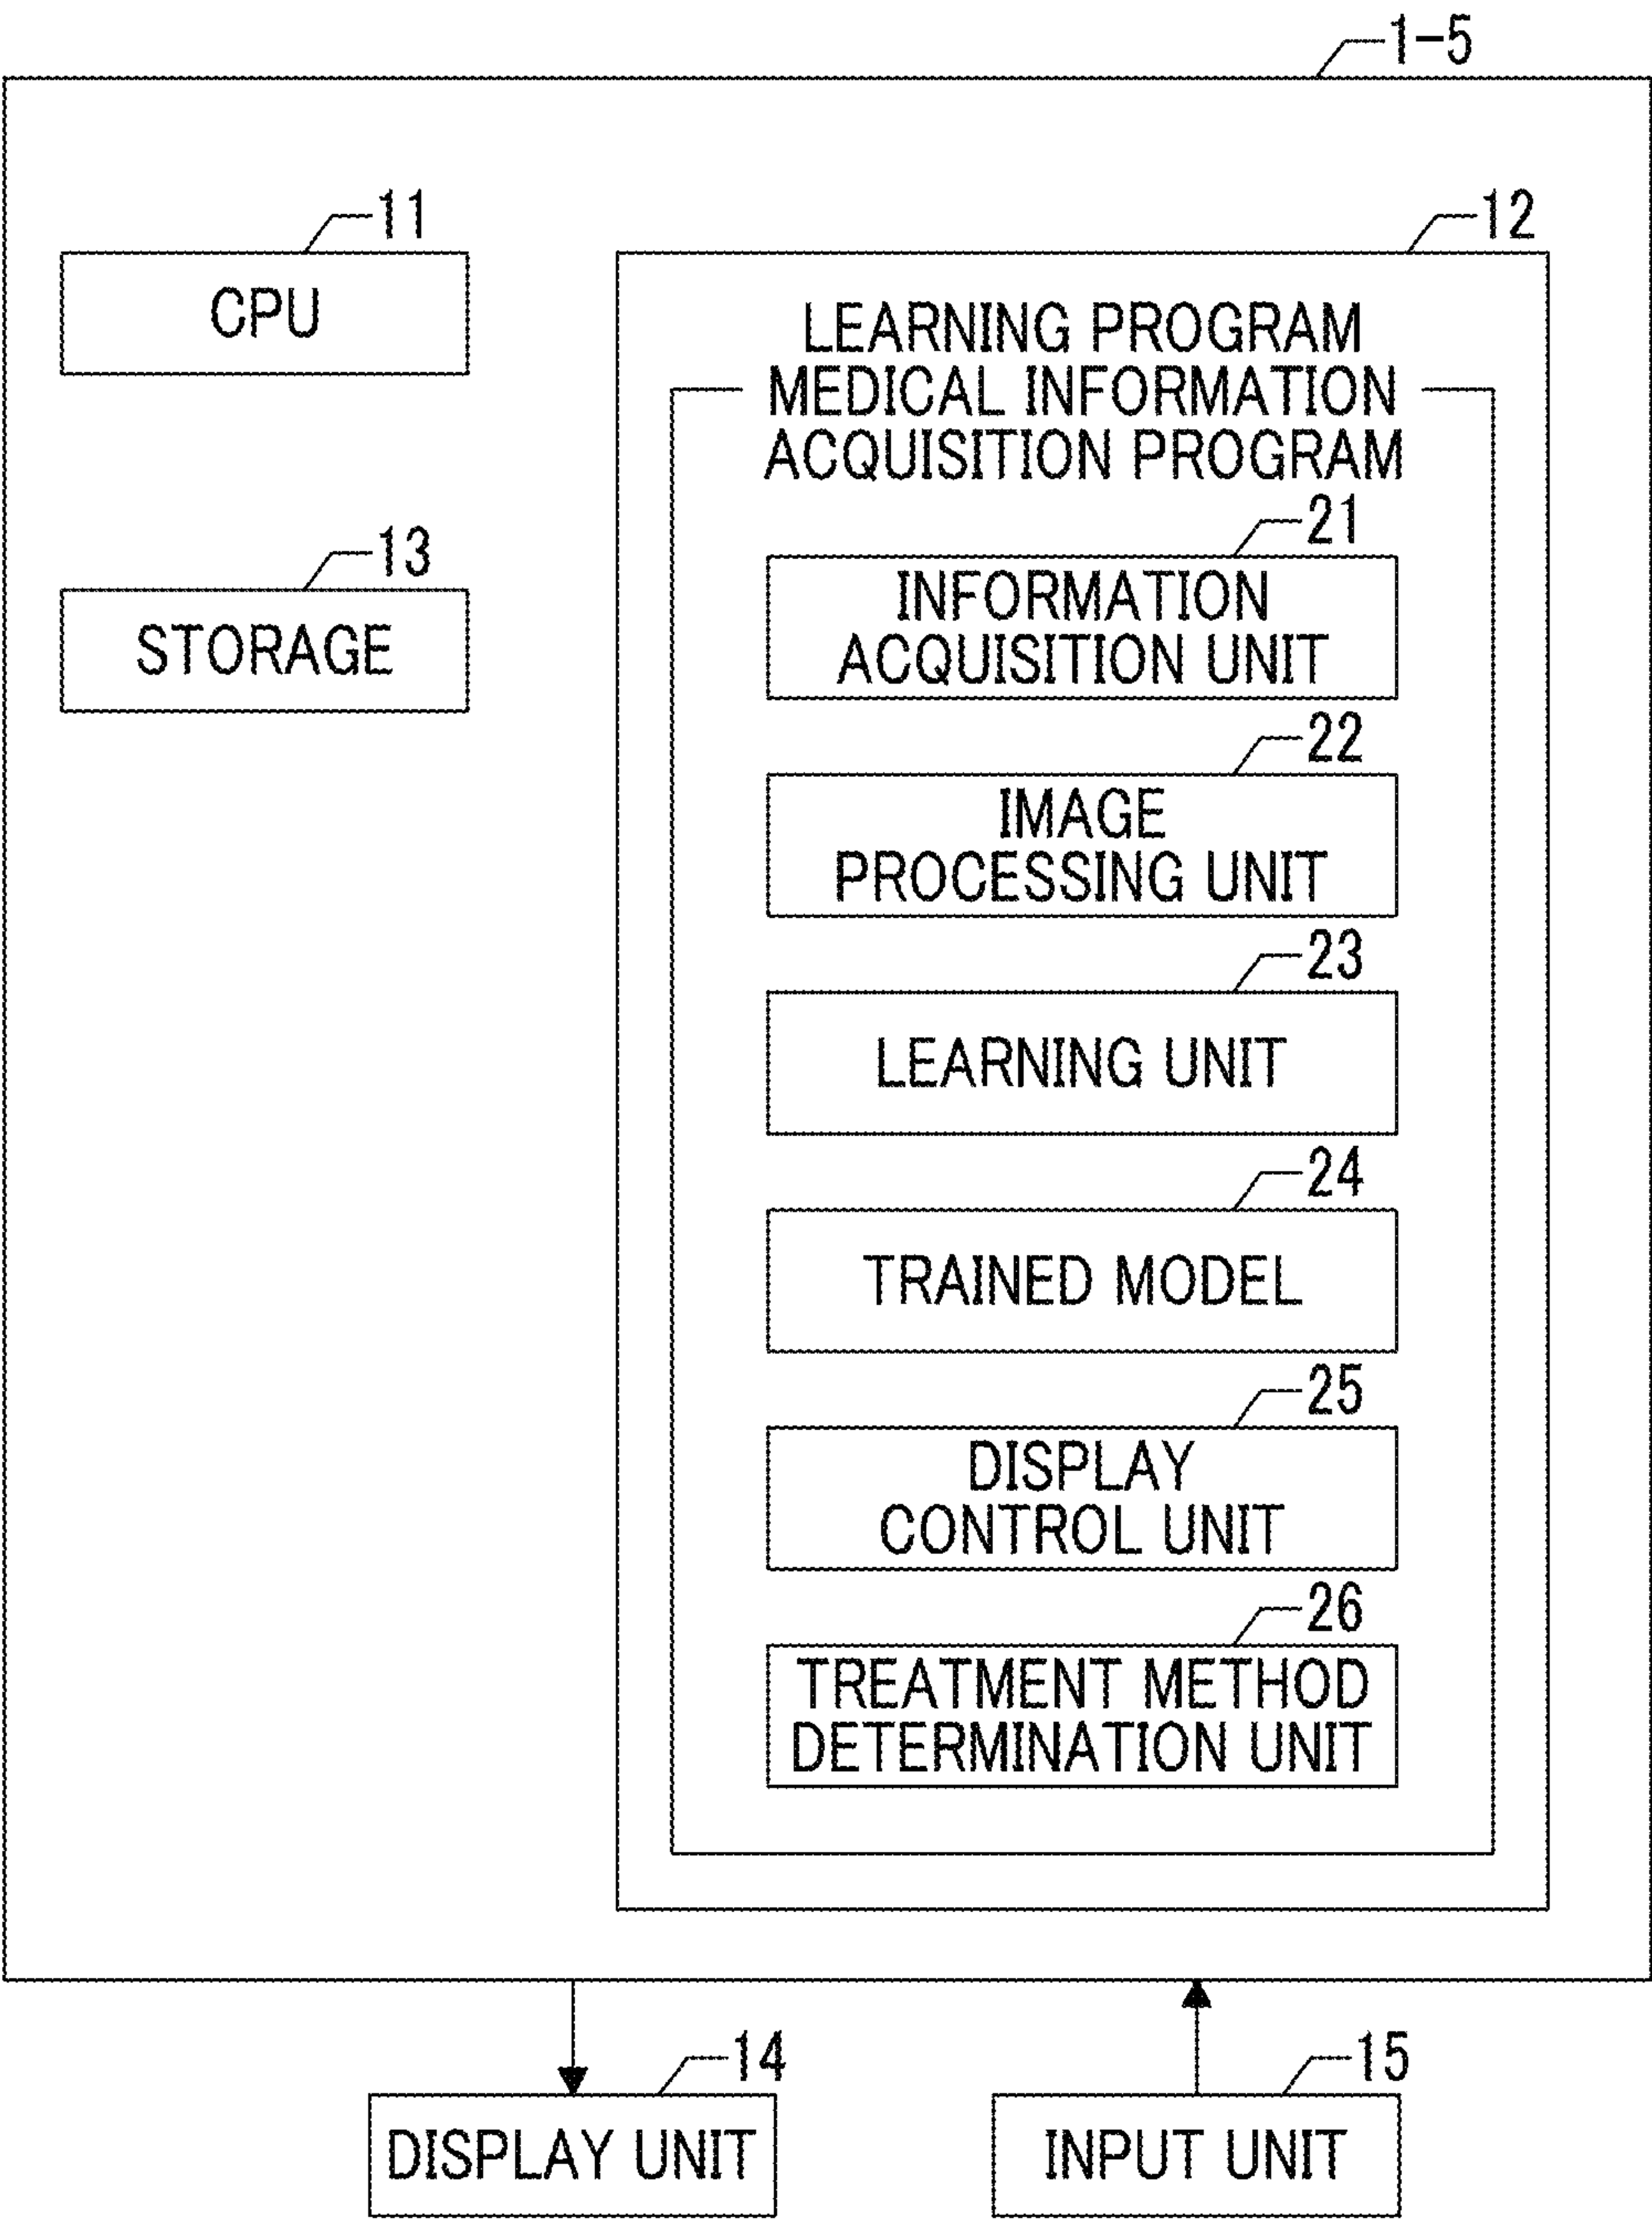 1-5
11
CPU
13
STORAGE
12
LEARNING PROGRAM
MEDICAL INFORMATION
ACQUISITION PROGRAM
21
INFORMATION
ACQUISITION UNIT
22
IMAGE
PROCESSING UNIT
23
LEARNING UNIT
24
TRAINED MODEL
25
DISPLAY
CONTROL UNIT
26
TREATMENT METHOD
DETERMINATION UNIT
14
DISPLAY UNIT
15
INPUT UNIT